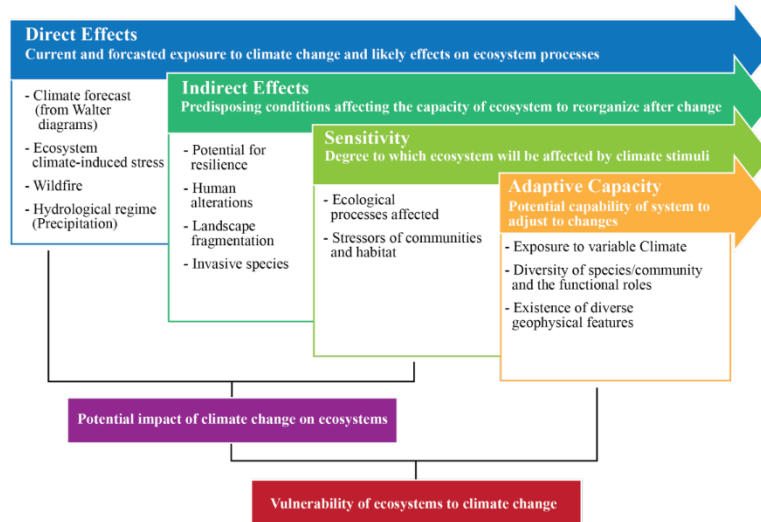 Direct Effects
Current and forcasted exposure to climate change and likely effects on ecosystem processes
- Climate forecast
(from Walter
diagrams)
- Ecosystem
climate-induced stress
- Wildfire
- Hydrological regime
(Precipitation)
Indirect Effects
Predisposing conditions affecting the capacity of ecosystem to reorganize after change
- Potential for
resilience
- Human
alterations
- Landscape
fragmentation
- Invasive species
Sensitivity
Degree to which ecosystem will be affected by climate stimuli
- Ecological
processes affected
- Stressors of communities
and habitat
Adaptive Capacity
Potential capability of system to
adjust to changes
- Exposure to variable Climate
- Diversity of species/community
and the functional roles
- Existence of diverse
geophysical features
Potential impact of climate change on ecosystems
Vulnerability of ecosystems to climate change